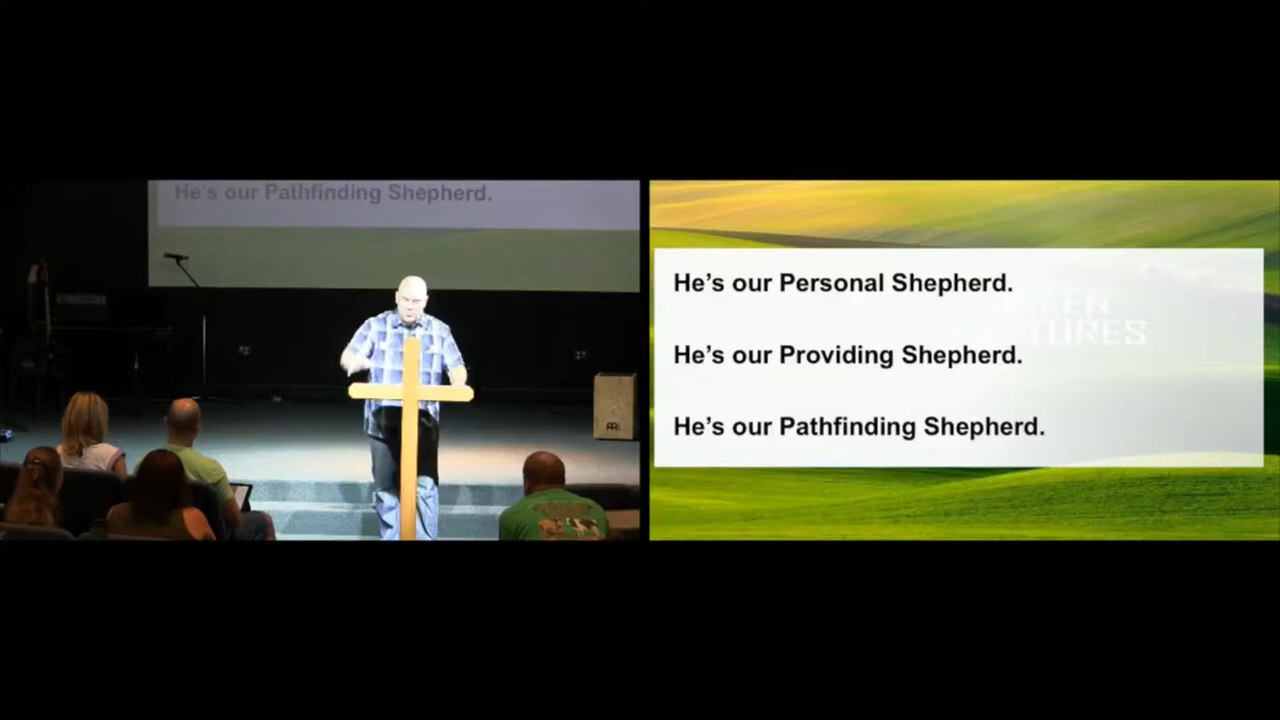 He's our Pathfinding Shepherd.
He's our Personal Shepherd.
He's our Providing Shepherd.
He's our Pathfinding Shepherd.